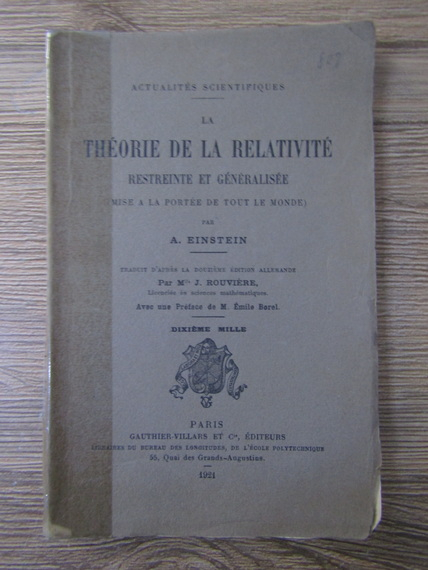 ACTUALITÉS SCIENTIFIQUES
LA
THÉORIE DE LA RELATIVITÉ
RESTREINTE ET GÉNÉRALISÉE
(MISE A LA PORTÉE DE TOUT LE MONDE)
PAR
A. EINSTEIN
TRADUIT D'APRÈS LA DOUZIÈME ÉDITION ALLEMANDE
Par Mlle J. ROUVIÈRE,
Licenciée ès sciences mathématiques
Avec une Préface de M. Émile Borel.
DIXIÈME MILLE
PARIS
GAUTHIER-VILLARS ET Cie, ÉDITEURS
LIBRAIRES DU BUREAU DES LONGITUDES, DE L'ÉCOLE POLYTECHNIQUE
55, Quai des Grands-Augustins.
1921